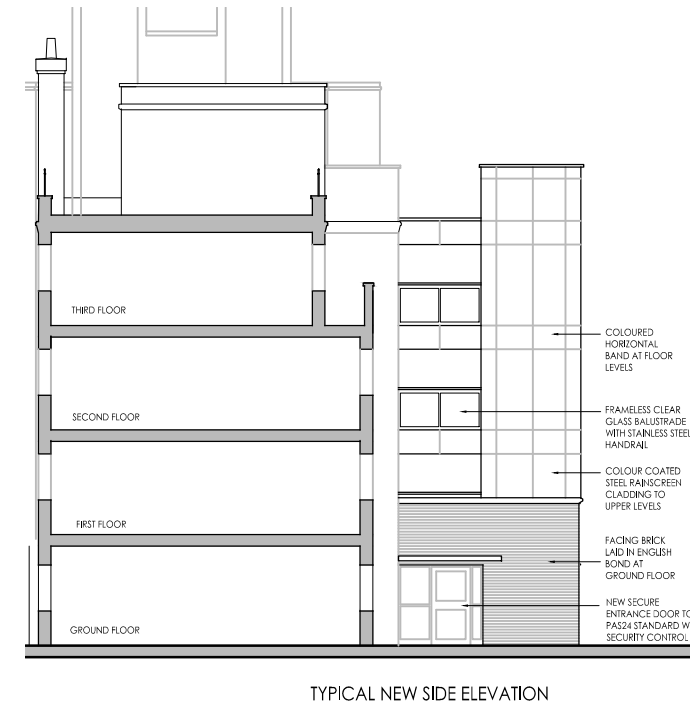 THIRD FLOOR
SECOND FLOOR
FIRST FLOOR
GROUND FLOOR
COLOURED
HORIZONTAL
BAND AT FLOOR
LEVELS
FRAMELESS CLEAR
GLASS BALUSTRADE
WITH STAINLESS STEEL
HANDRAIL
COLOUR COATED
STEEL RAINSCREEN
CLADDING TO
UPPER LEVELS
FACING BRICK
LAID IN ENGLISH
BOND AT
GROUND FLOOR
NEW SECURE
ENTRANCE DOOR TO
PAS24 STANDARD W
SECURITY CONTROL
TYPICAL NEW SIDE ELEVATION